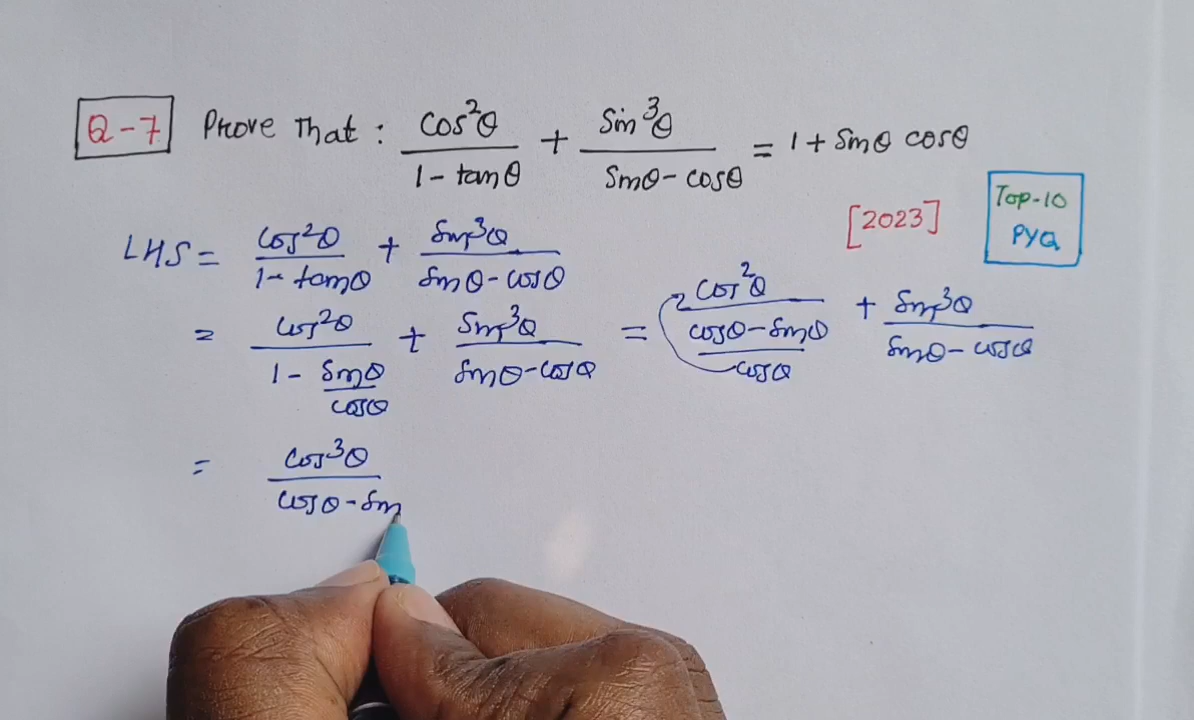 Q-7 Prove That : cos²θ / 1 - tanθ + Sin³θ / Sinθ - cosθ = 1 + Sinθ cosθ
[2023]
Top-10
PYQ
LHS = cos²θ / 1 - tanθ + Sin³θ / Sinθ - cosθ
= cos²θ / 1 - Sinθ / cosθ + Sin³θ / Sinθ - cosθ = cos²θ / cosθ - Sinθ / cosθ + Sin³θ / Sinθ - cosθ
= cos³θ / cosθ - Sin